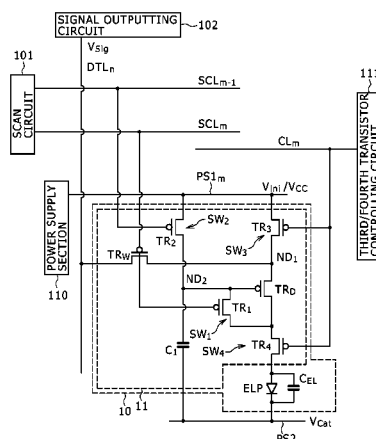 SIGNAL OUTPUTTING
CIRCUIT
102
101
VSig
DTLn
111
SCAN
CIRCUIT
SCLm-1
SCLm
CLm
THIRD/FOURTH TRANSISTOR
CONTROLLING CIRCUIT
PS1m
VIni/VCC
POWER SUPPLY
SECTION
110
TR2
SW2
TR3
SW3
TRW
ND1
ND2
TRD
TR1
SW1
C1
SW4
TR4
ELP
CEL
10
11
VCat
PS2